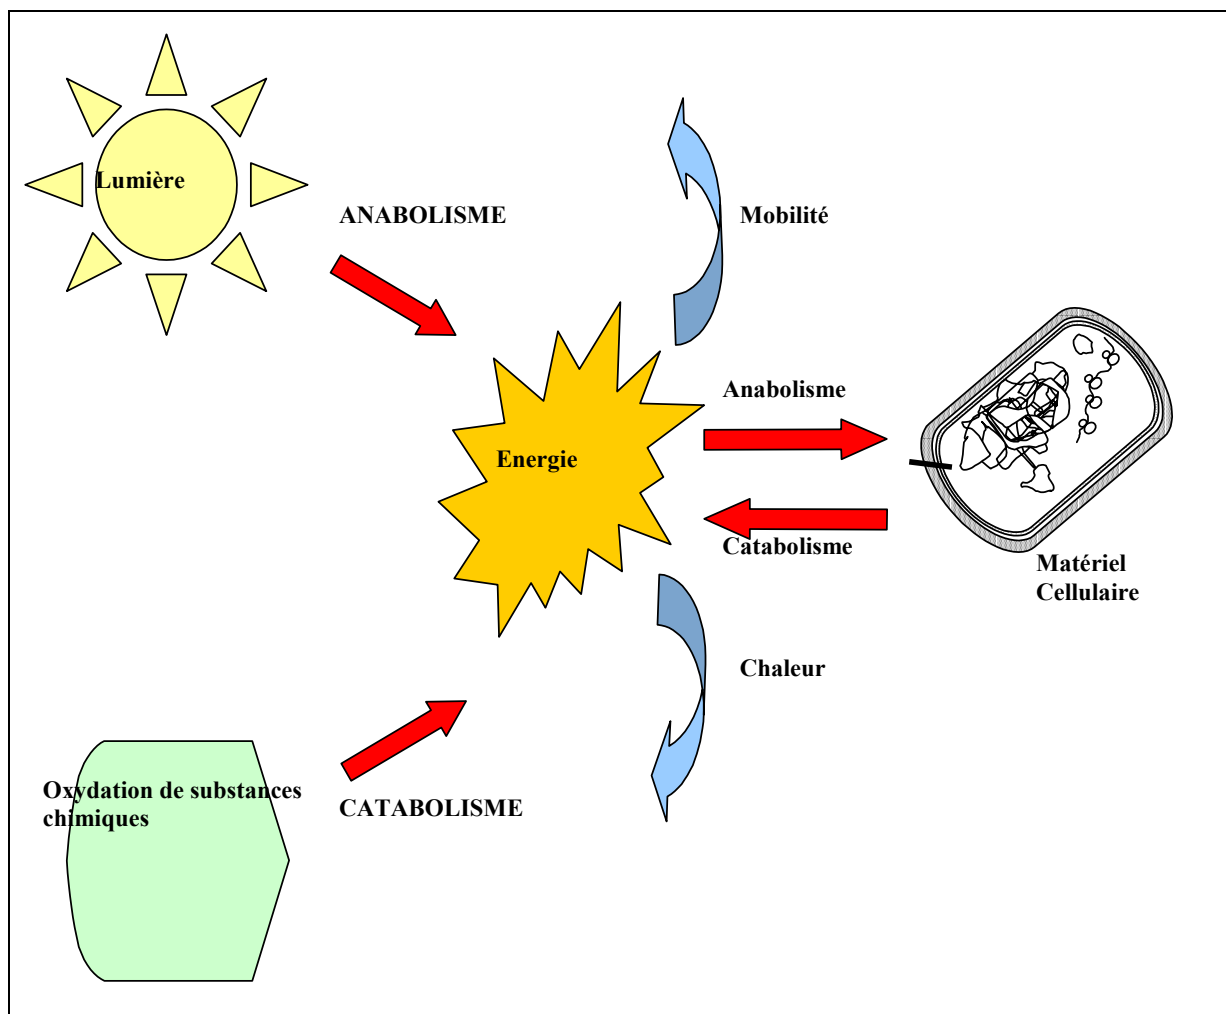 Lumière
ANABOLISME
Mobilité
Anabolisme
Energie
Catabolisme
Matériel
Cellulaire
Chaleur
Oxydation de substances
chimiques
CATABOLISME